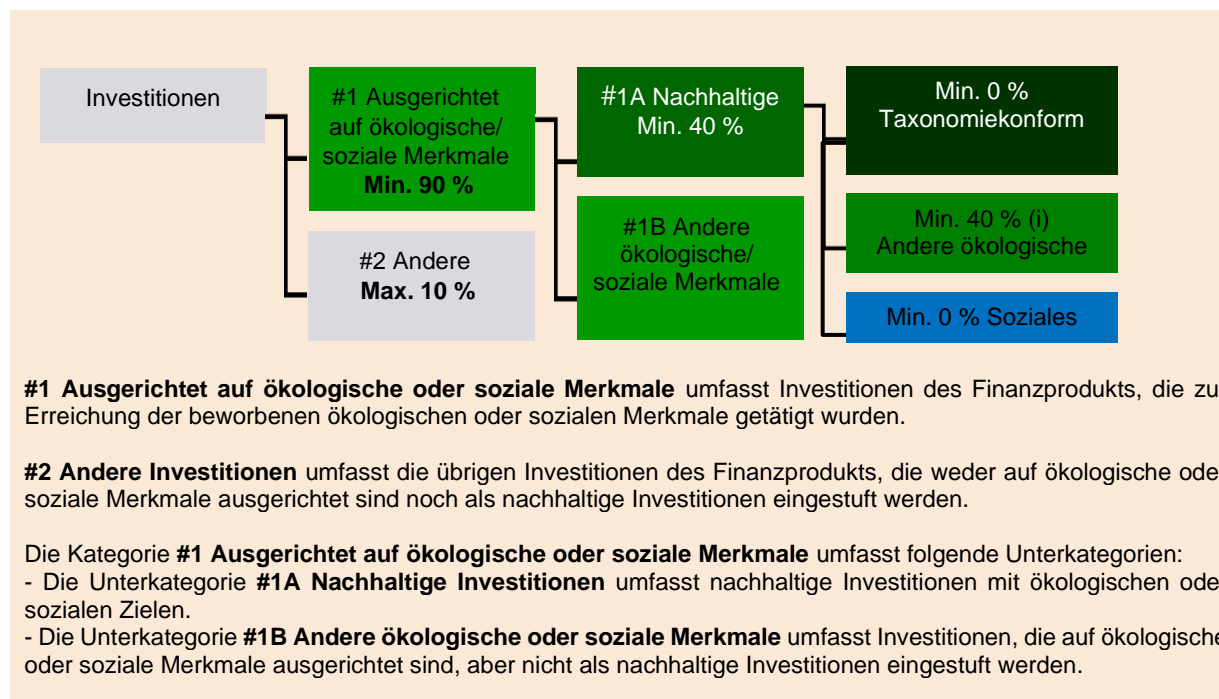 Investitionen
#1 Ausgerichtet
auf ökologische/
soziale Merkmale
Min. 90 %
#2 Andere
Max. 10 %
#1A Nachhaltige
Min. 40 %
#1B Andere
ökologische/
soziale Merkmale
Min. 0 %
Taxonomiekonform
Min. 40 % (i)
Andere ökologische
Min. 0 % Soziales
#1 Ausgerichtet auf ökologische oder soziale Merkmale umfasst Investitionen des Finanzprodukts, die zu
Erreichung der beworbenen ökologischen oder sozialen Merkmale getätigt wurden.
#2 Andere Investitionen umfasst die übrigen Investitionen des Finanzprodukts, die weder auf ökologische ode
soziale Merkmale ausgerichtet sind noch als nachhaltige Investitionen eingestuft werden.
Die Kategorie #1 Ausgerichtet auf ökologische oder soziale Merkmale umfasst folgende Unterkategorien:
- Die Unterkategorie #1A Nachhaltige Investitionen umfasst nachhaltige Investitionen mit ökologischen ode
sozialen Zielen.
- Die Unterkategorie #1B Andere ökologische oder soziale Merkmale umfasst Investitionen, die auf ökologische
oder soziale Merkmale ausgerichtet sind, aber nicht als nachhaltige Investitionen eingestuft werden.